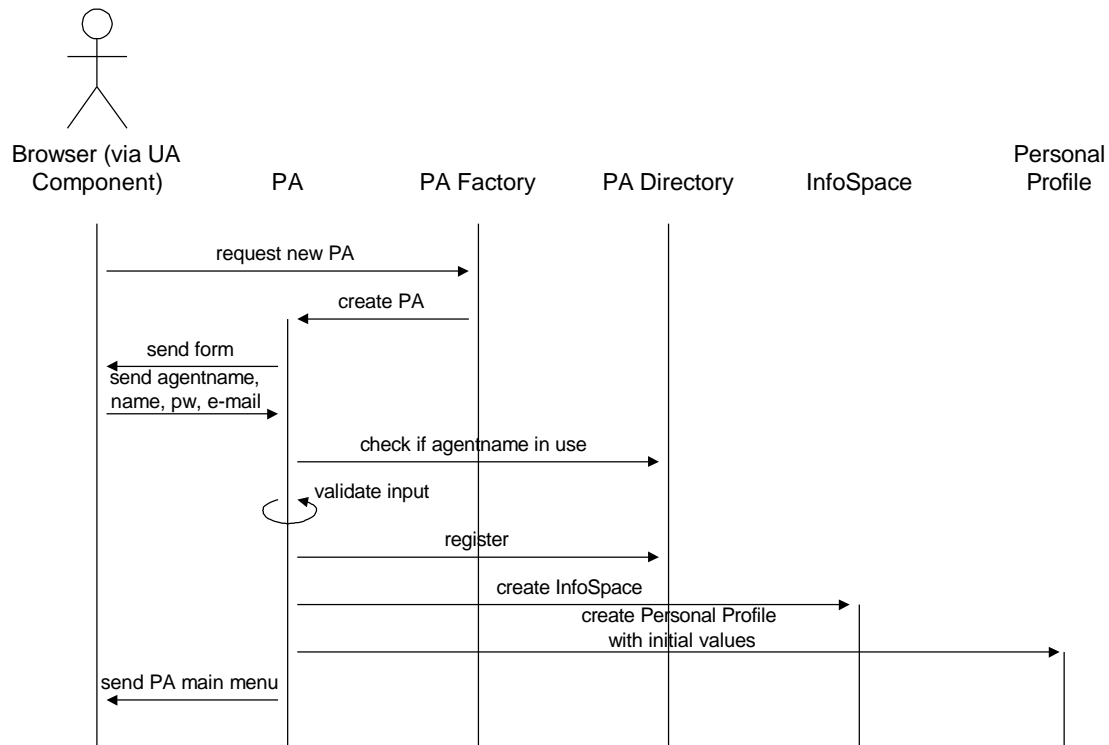 Browser (via UA
Component)
PA
PA Factory
PA Directory
InfoSpace
Personal
Profile
request new PA
create PA
send form
send agentname,
name, pw, e-mail
check if agentname in use
validate input
register
create InfoSpace
create Personal Profile
with initial values
send PA main menu